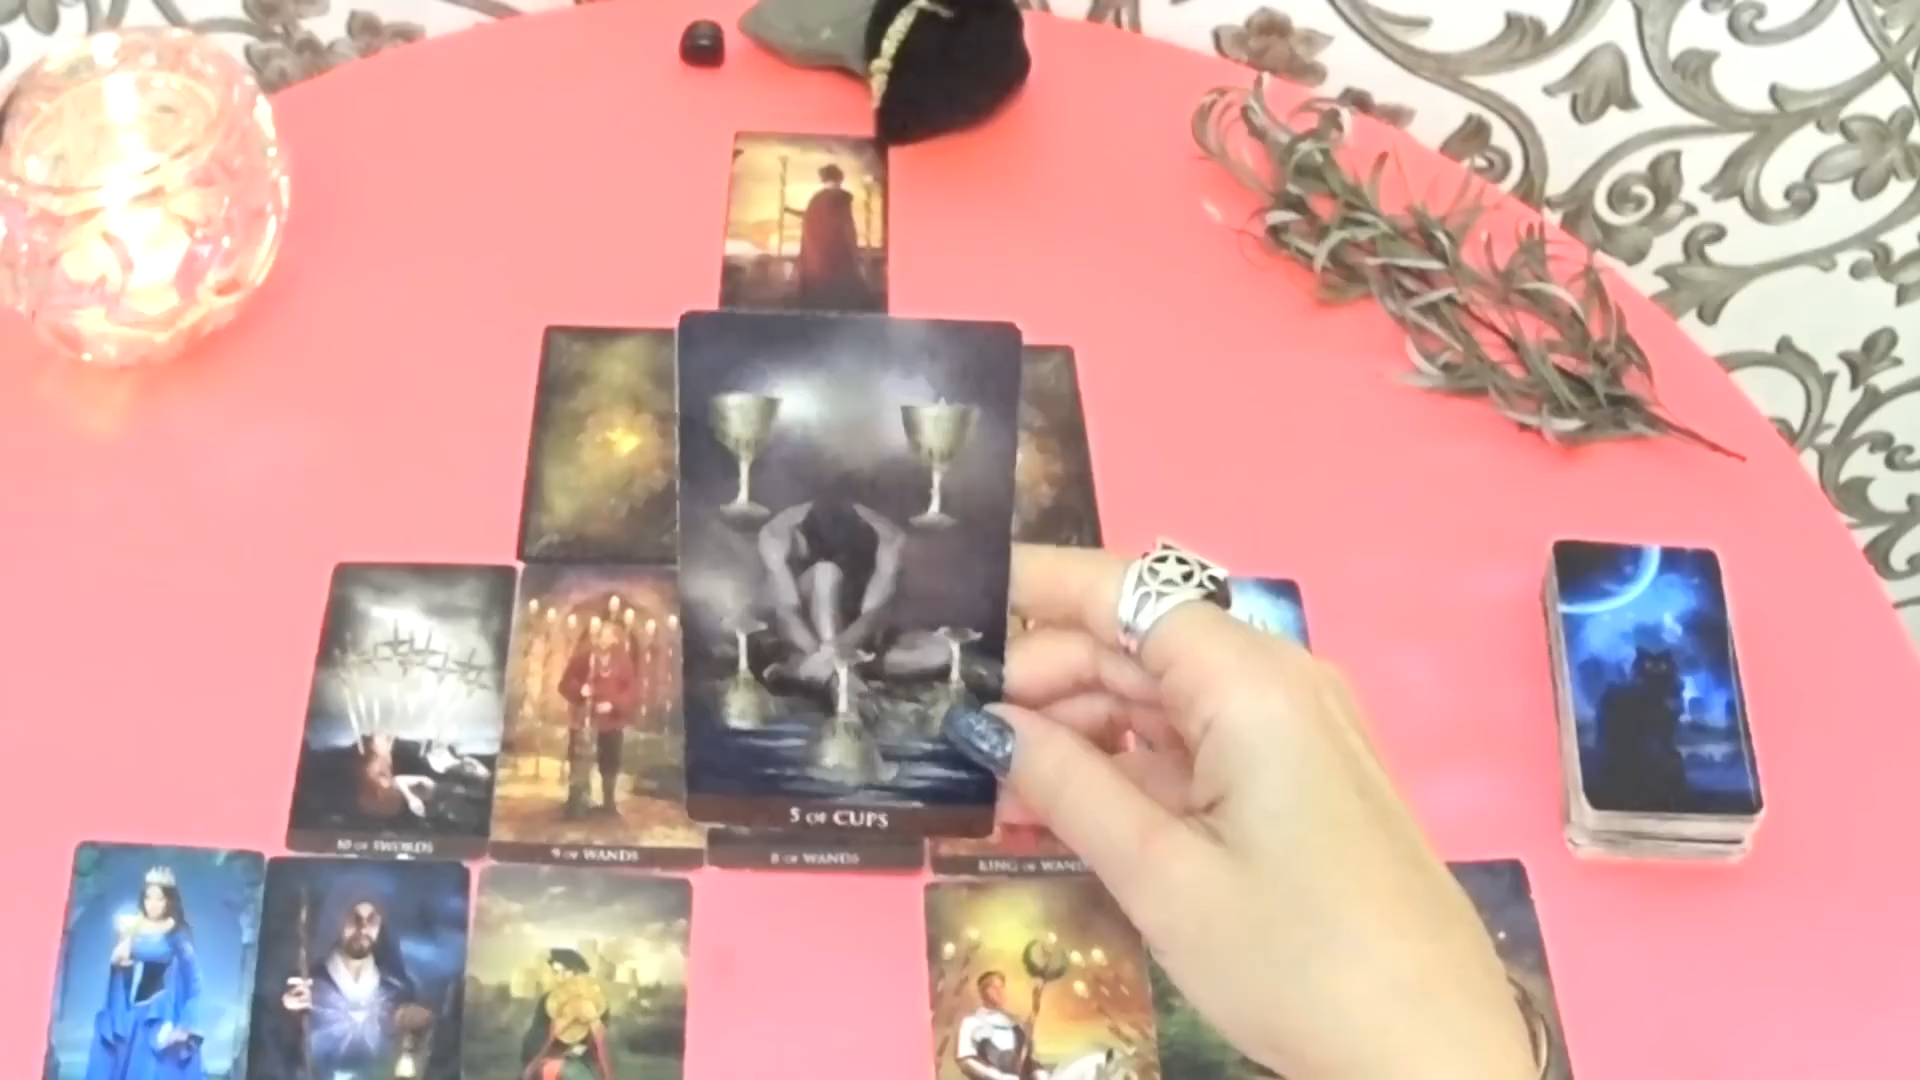 5 OF CUPS
10 OF SWORDS
9 OF WANDS
8 OF WANDS
KING OF WANDS